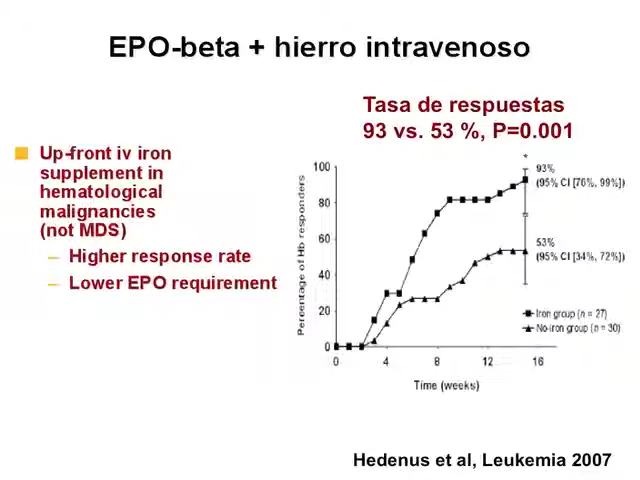 EPO-beta + hierro intravenoso
Tasa de respuestas
93 vs. 53 %, P=0.001
Up-front iv iron
supplement in
hematological
malignancies
(not MDS)
– Higher response rate
– Lower EPO requirement
Percentage of Hb responders
100
80
60
40
20
0
0 4 8 12 16
Time (weeks)
*
93%
(95% CI [76%, 99%])
53%
(95% CI [34%, 72%])
Iron group (n = 27)
No-iron group (n = 30)
Hedenus et al, Leukemia 2007